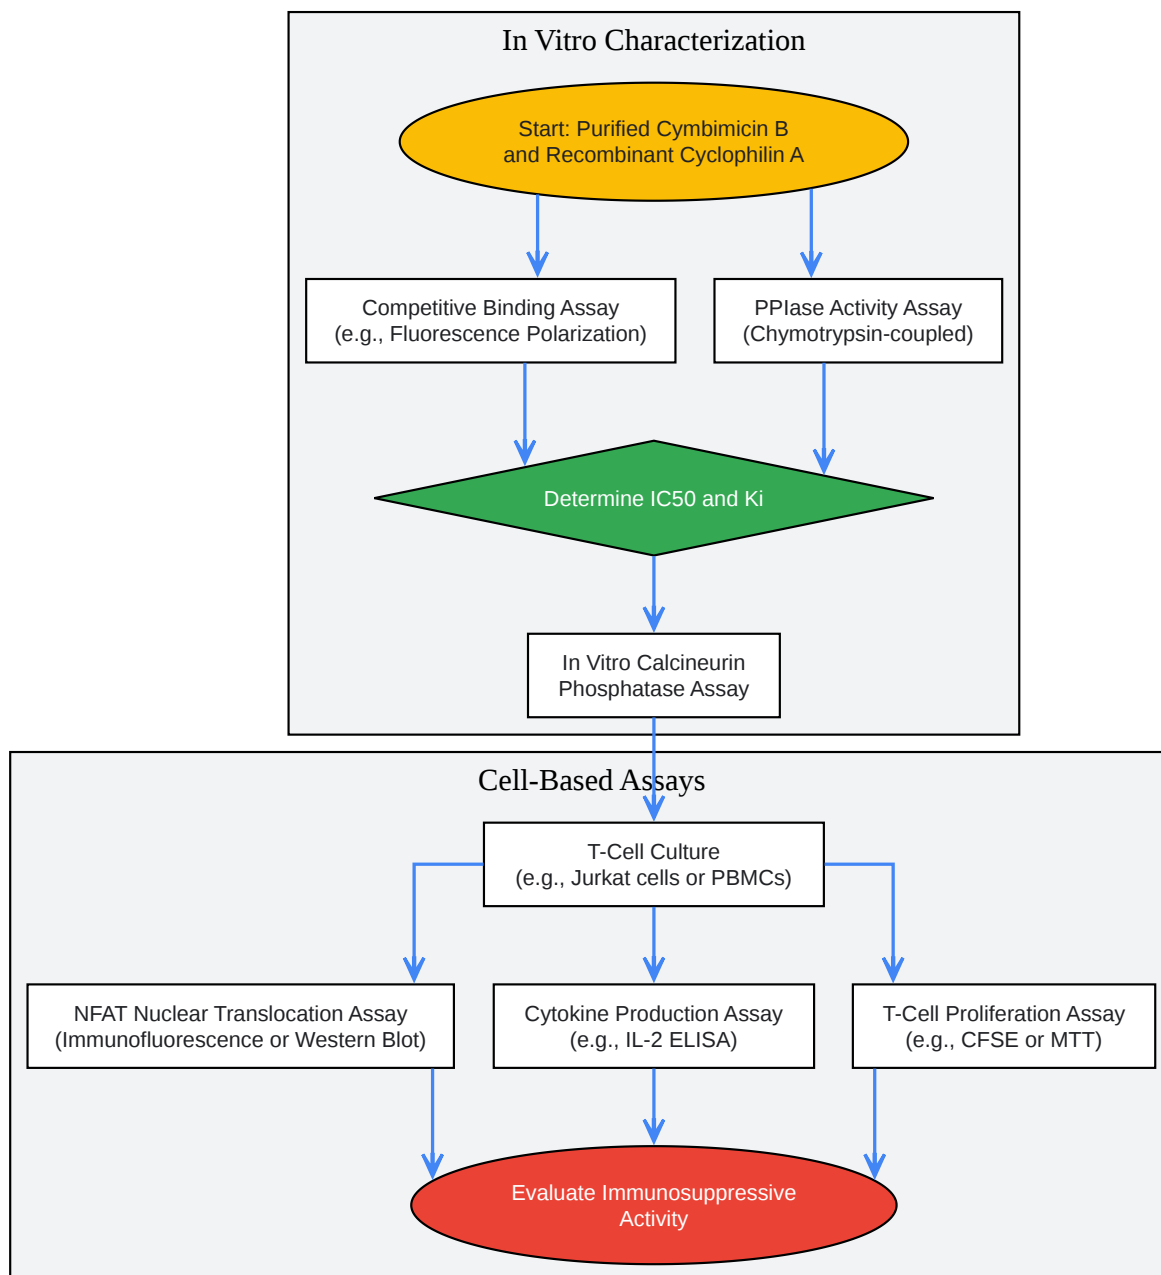 In Vitro Characterization
Start: Purified Cymbimicin B
and Recombinant Cyclophilin A
Competitive Binding Assay
(e.g., Fluorescence Polarization)
PPIase Activity Assay
(Chymotrypsin-coupled)
Determine IC50 and Ki
In Vitro Calcineurin
Phosphatase Assay
Cell-Based Assays
T-Cell Culture
(e.g., Jurkat cells or PBMCs)
NFAT Nuclear Translocation Assay
(Immunofluorescence or Western Blot)
Cytokine Production Assay
(e.g., IL-2 ELISA)
T-Cell Proliferation Assay
(e.g., CFSE or MTT)
Evaluate Immunosuppressive
Activity